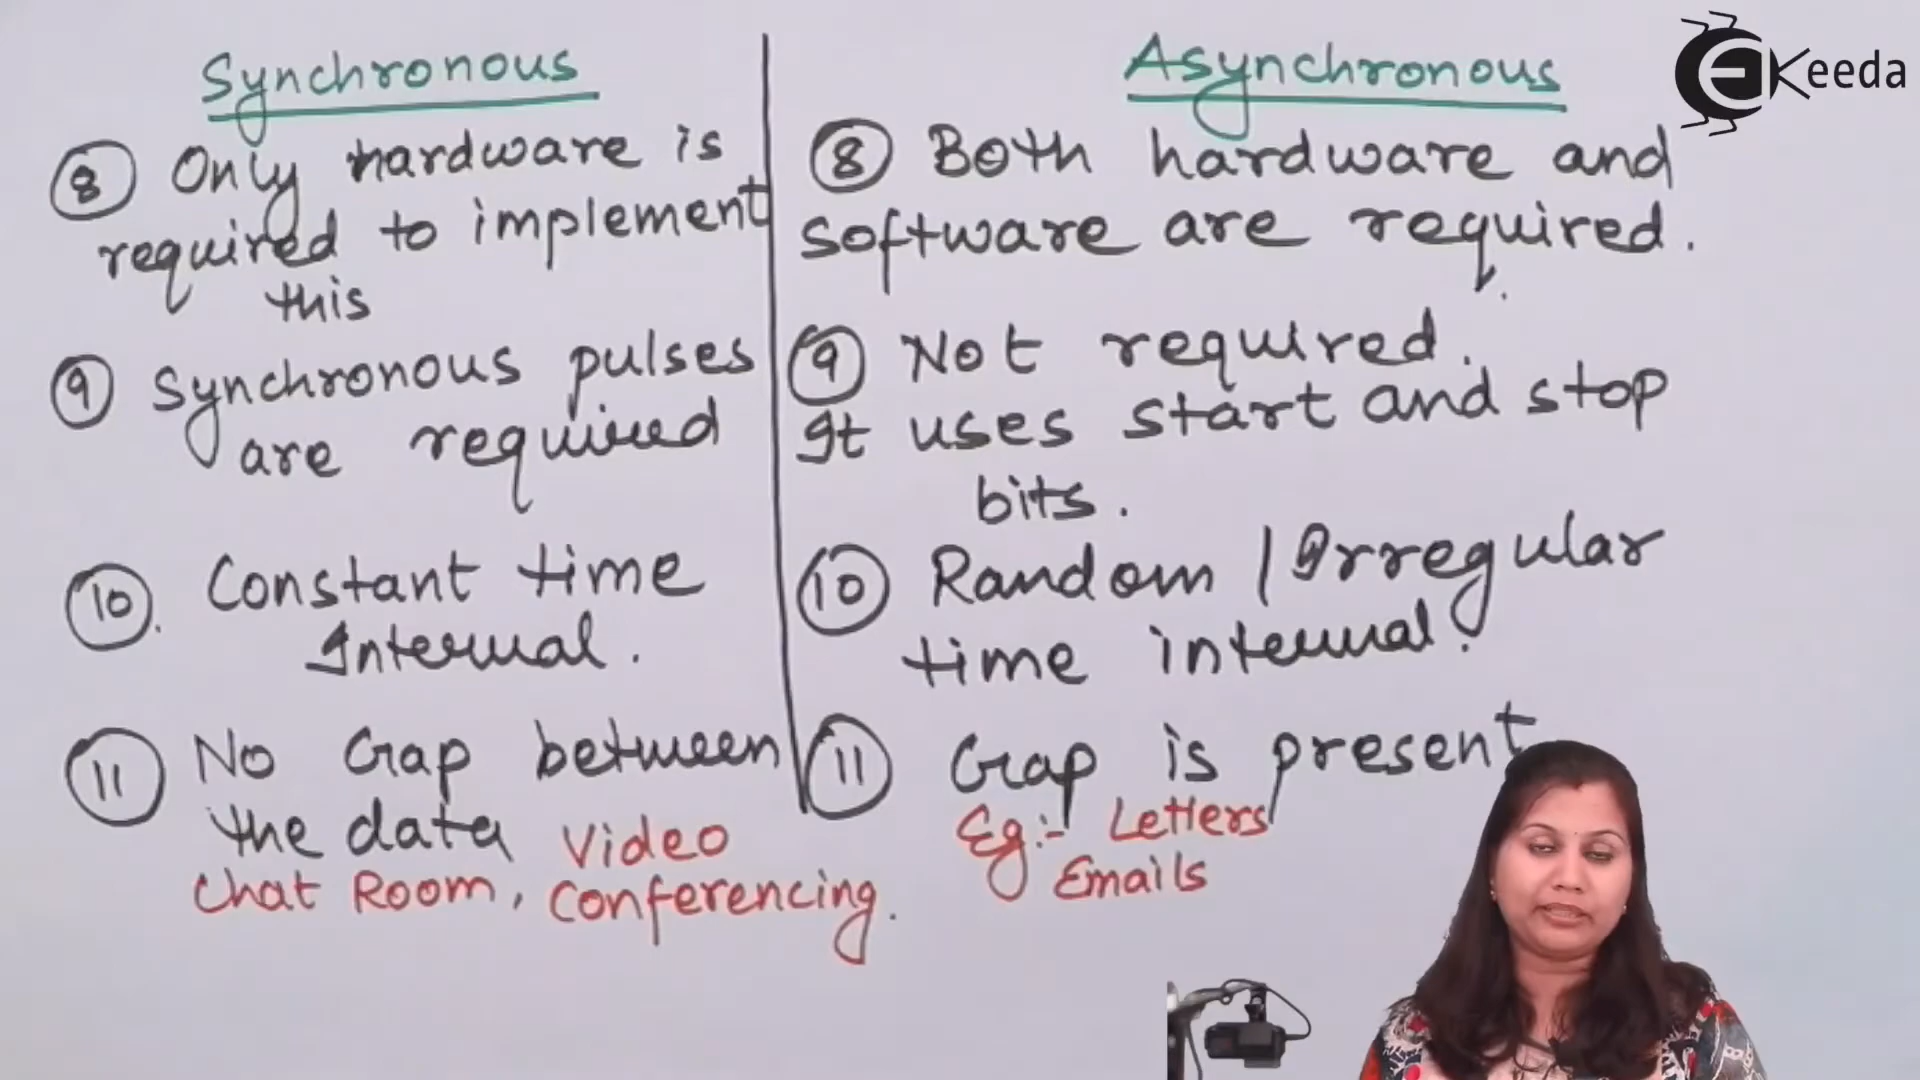 Synchronous
⑧ Only hardware is
required to implement
this
⑨ Synchronous pulses
are required
⑩. Constant time
Interval.
⑪ No Gap between
the data Video
Chat Room, Conferencing.
Asynchronous
⑧ Both hardware and
software are required.
⑨ Not required.
It uses start and stop
bits.
⑩ Random / Irregular
time interval.
⑪ Gap is present
Eg:- Letters
Emails
EKeeda